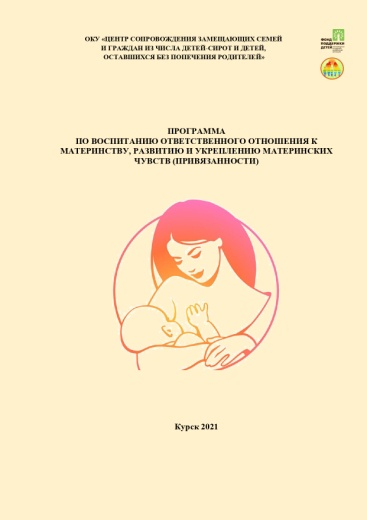 ОКУ «ЦЕНТР СОПРОВОЖДЕНИЯ ЗАМЕЩАЮЩИХ СЕМЕЙ
И ГРАЖДАН ИЗ ЧИСЛА ДЕТЕЙ-СИРОТ И ДЕТЕЙ,
ОСТАВШИХСЯ БЕЗ ПОПЕЧЕНИЯ РОДИТЕЛЕЙ»
ФОНД
ПОДДЕРЖКИ
ДЕТЕЙ
ПРОГРАММА
ПО ВОСПИТАНИЮ ОТВЕТСТВЕННОГО ОТНОШЕНИЯ К
МАТЕРИНСТВУ, РАЗВИТИЮ И УКРЕПЛЕНИЮ МАТЕРИНСКИХ
ЧУВСТВ (ПРИВЯЗАННОСТИ)
Курск 2021